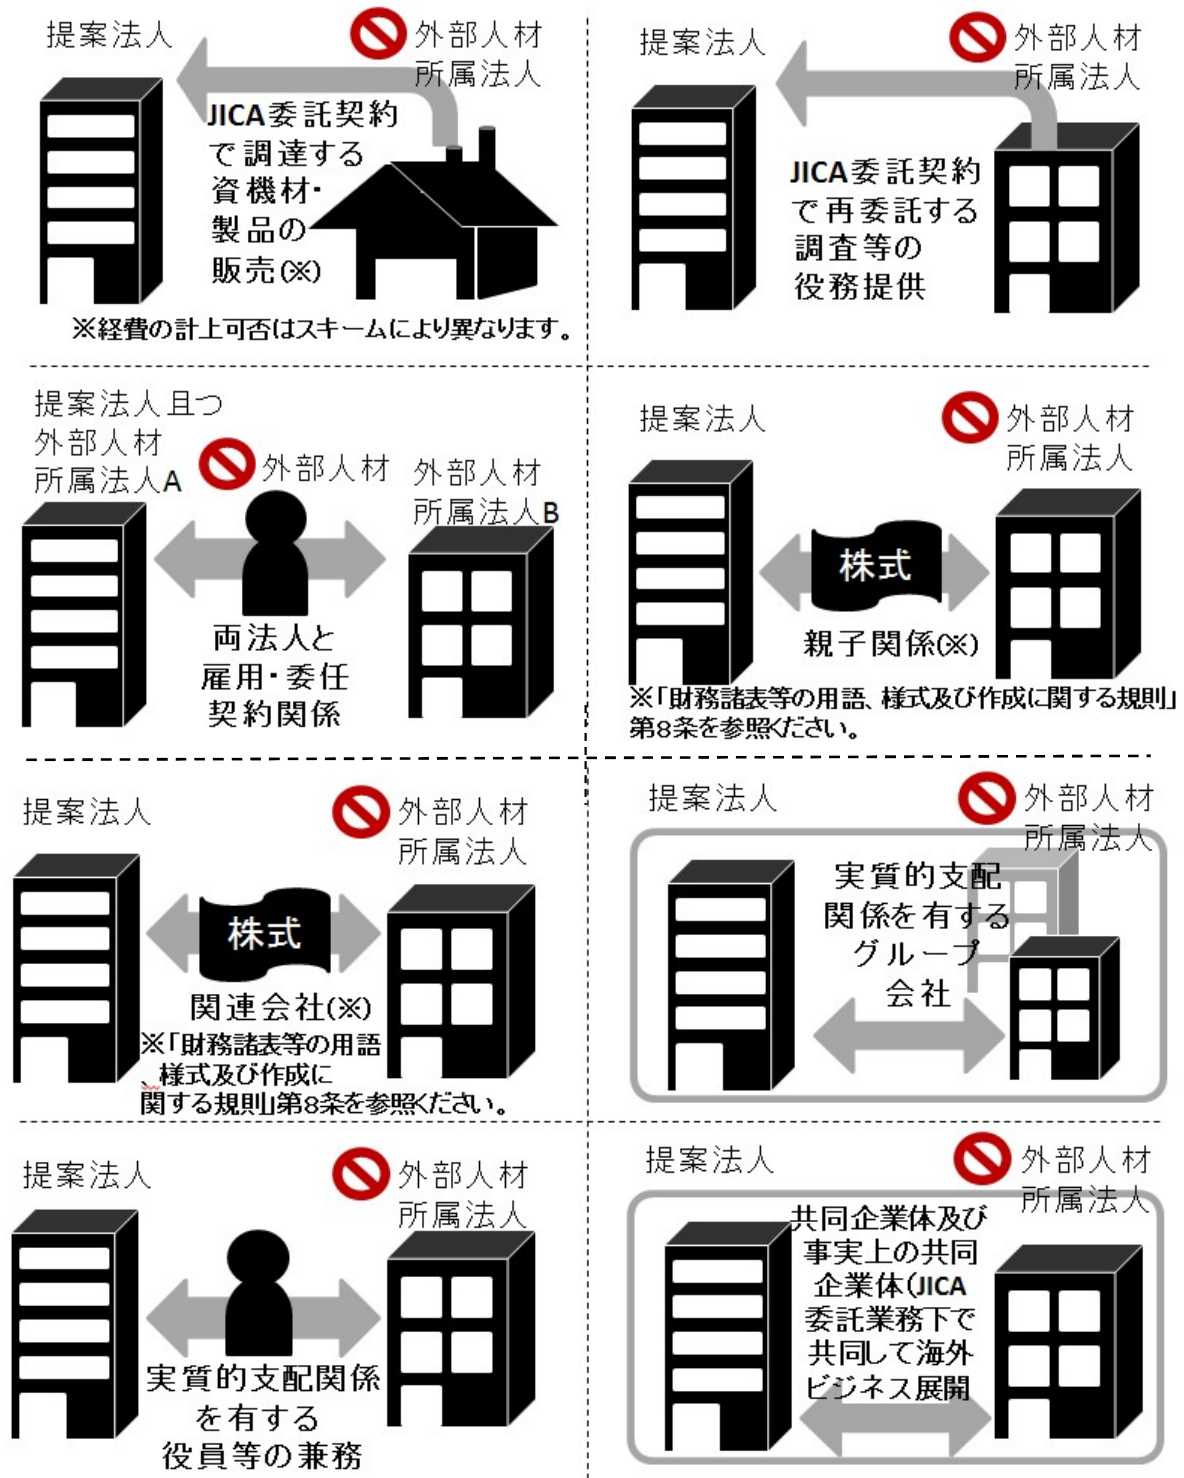 提案法人
外部人材
所属法人
JICA委託契約
で調達する
資機材・
製品の
販売(※)
※経費の計上可否はスキームにより異なります。
提案法人
外部人材
所属法人
JICA委託契約
で再委託する
調査等の
役務提供
提案法人且つ
外部人材
所属法人A
外部人材
外部人材
所属法人B
両法人と
雇用・委任
契約関係
提案法人
外部人材
所属法人
株式
親子関係(※)
※「財務諸表等の用語、様式及び作成に関する規則」
第8条を参照ください。
提案法人
外部人材
所属法人
株式
関連会社(※)
※「財務諸表等の用語
、様式及び作成に
関する規則」第8条を参照ください。
提案法人
外部人材
所属法人
実質的支配
関係を有する
グループ
会社
提案法人
外部人材
所属法人
実質的支配関係
を有する
役員等の兼務
提案法人
外部人材
所属法人
共同企業体及び
事実上の共同
企業体(JICA
委託業務下で
共同して海外
ビジネス展開